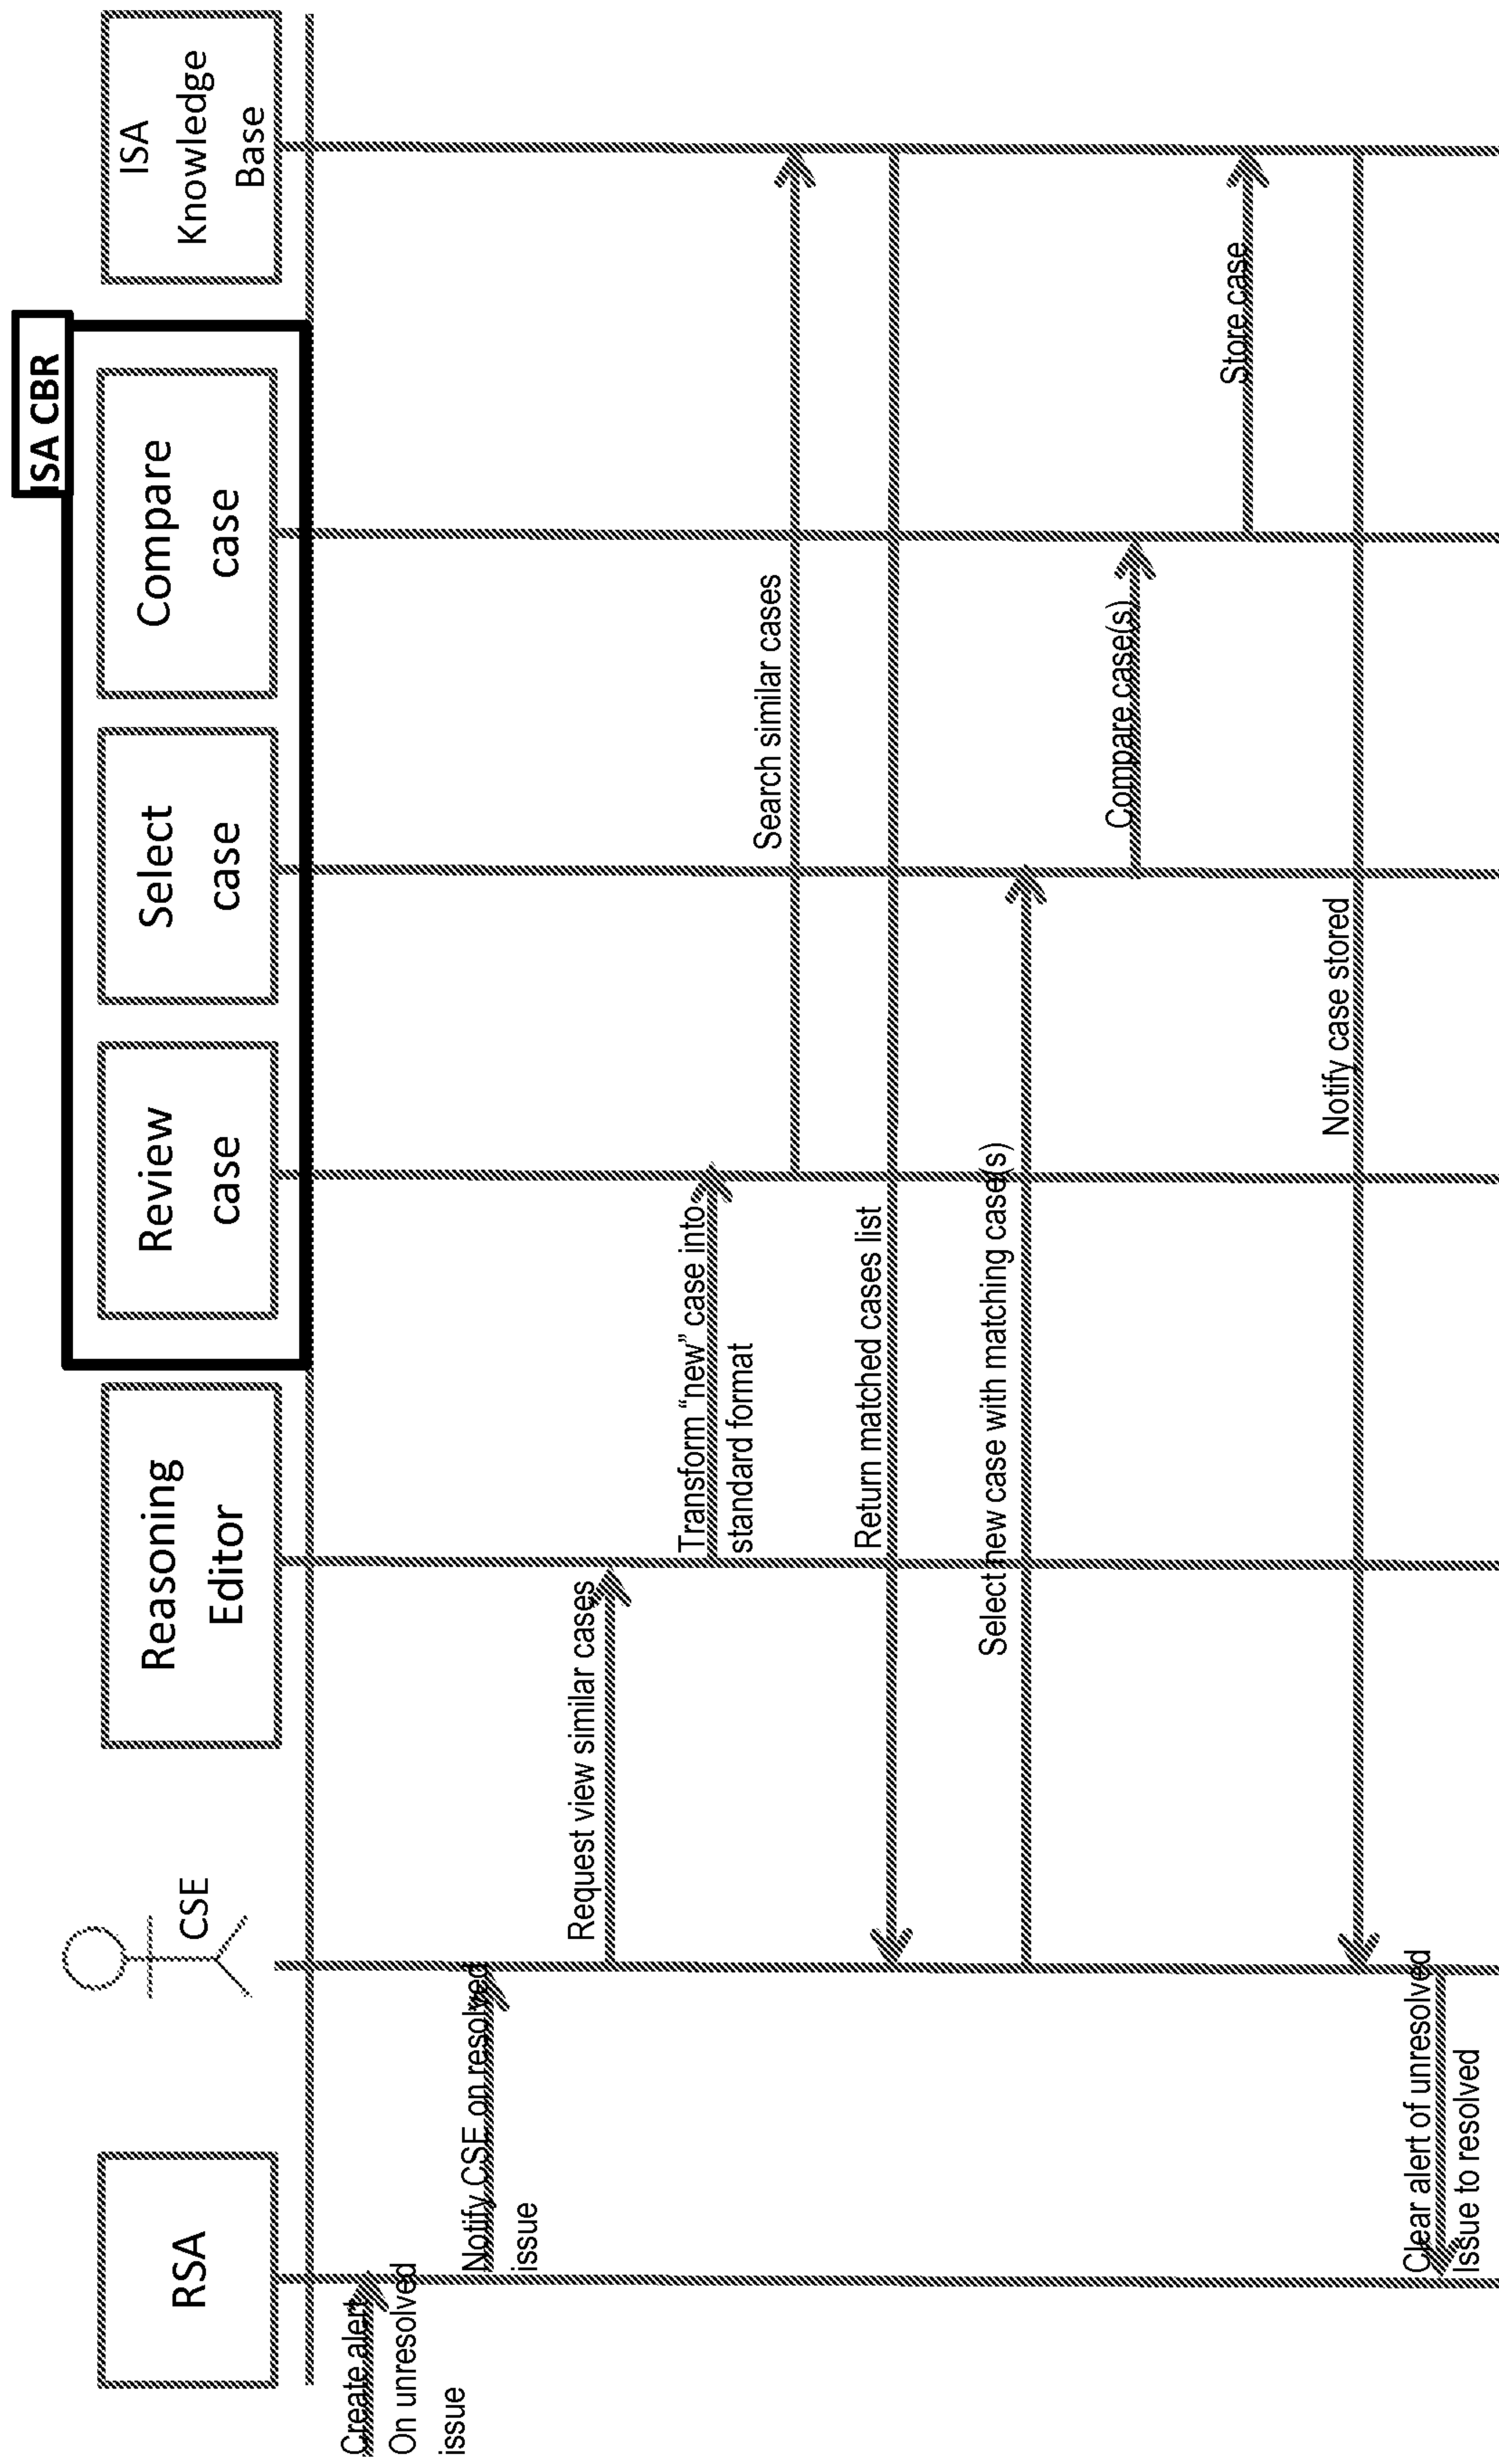 RSA
CSE
Reasoning
Editor
ISA CBR
Review
case
Select
case
Compare
case
ISA
Knowledge
Base
Create alert
On unresolved
issue
Notify CSE on resolved
issue
Request view similar cases
Transform “new” case into
standard format
Search similar cases
Return matched cases list
Select new case with matching case(s)
Compare case(s)
Store case
Notify case stored
Clear alert of unresolved
Issue to resolved